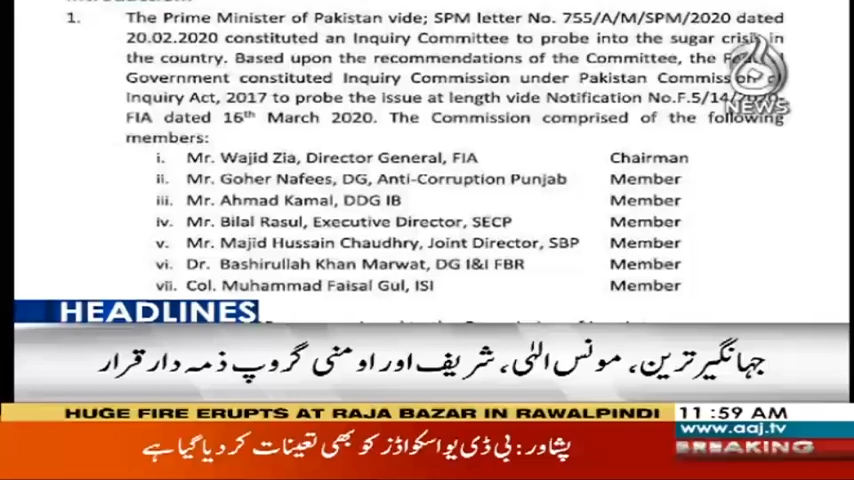 1. The Prime Minister of Pakistan vide; SPM letter No. 755/A/M/SPM/2020 dated
20.02.2020 constituted an Inquiry Committee to probe into the sugar crisis in
the country. Based upon the recommendations of the Committee, the Federal
Government constituted Inquiry Commission under Pakistan Commission of
Inquiry Act, 2017 to probe the issue at length vide Notification No.F.5/14/2020-
FIA dated 16th March 2020. The Commission comprised of the following
members:
i. Mr. Wajid Zia, Director General, FIA Chairman
ii. Mr. Goher Nafees, DG, Anti-Corruption Punjab Member
iii. Mr. Ahmad Kamal, DDG IB Member
iv. Mr. Bilal Rasul, Executive Director, SECP Member
v. Mr. Majid Hussain Chaudhry, Joint Director, SBP Member
vi. Dr. Bashirullah Khan Marwat, DG I&I FBR Member
vii. Col. Muhammad Faisal Gul, ISI Member
NEWS
HEADLINES
جہانگیر ترین، مونس الہٰی، شریف اور اومنی گروپ ذمہ دار قرار
HUGE FIRE ERUPTS AT RAJA BAZAR IN RAWALPINDI 11:59 AM
www.aaj.tv
پشاور: بی ڈی یو اسکواڈز کو بھی تعینات کر دیا گیا ہے
BREAKING